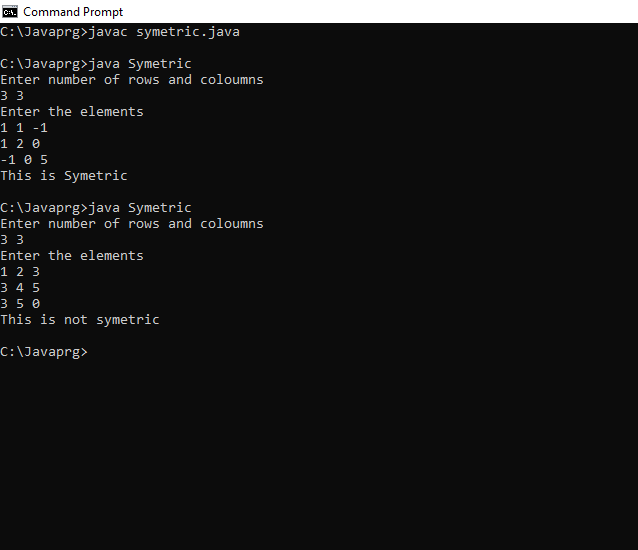 Command Prompt
C:\Javaprg>javac symetric.java
C:\Javaprg>java Symetric
Enter number of rows and coloumns
3 3
Enter the elements
1 1 -1
1 2 0
-1 0 5
This is Symetric
C:\Javaprg>java Symetric
Enter number of rows and coloumns
3 3
Enter the elements
1 2 3
3 4 5
3 5 0
This is not symetric
C:\Javaprg>